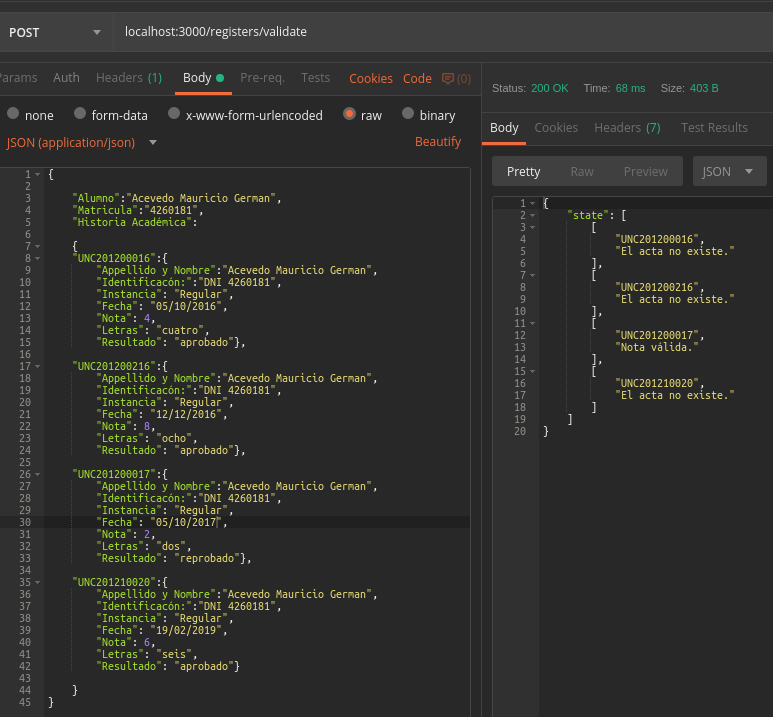 POST
localhost:3000/registers/validate
Params Auth Headers (1) Body Pre-req. Tests Cookies Code (0)
none form-data x-www-form-urlencoded raw binary
JSON (application/json) Beautify
1 {
2
3 "Alumno":"Acevedo Mauricio German",
4 "Matricula":"4260181",
5 "Historia Académica":
6
7 {
8 "UNC201200016":{
9 "Appellido y Nombre":"Acevedo Mauricio German",
10 "Identificacón:":"DNI 4260181",
11 "Instancia": "Regular",
12 "Fecha": "05/10/2016",
13 "Nota": 4,
14 "Letras": "cuatro",
15 "Resultado": "aprobado"},
16
17 "UNC201200216":{
18 "Appellido y Nombre":"Acevedo Mauricio German",
19 "Identificacón:":"DNI 4260181",
20 "Instancia": "Regular",
21 "Fecha": "12/12/2016",
22 "Nota": 8,
23 "Letras": "ocho",
24 "Resultado": "aprobado"},
25
26 "UNC201200017":{
27 "Appellido y Nombre":"Acevedo Mauricio German",
28 "Identificacón:":"DNI 4260181",
29 "Instancia": "Regular",
30 "Fecha": "05/10/2017",
31 "Nota": 2,
32 "Letras": "dos",
33 "Resultado": "reprobado"},
34
35 "UNC201210020":{
36 "Appellido y Nombre":"Acevedo Mauricio German",
37 "Identificacón:":"DNI 4260181",
38 "Instancia": "Regular",
39 "Fecha": "19/02/2019",
40 "Nota": 6,
41 "Letras": "seis",
42 "Resultado": "aprobado"}
43
44 }
45 }
Status: 200 OK Time: 68 ms Size: 403 B
Body Cookies Headers (7) Test Results
Pretty Raw Preview JSON
1 {
2 "state": [
3 [
4 "UNC201200016",
5 "El acta no existe."
6 ],
7 [
8 "UNC201200216",
9 "El acta no existe."
10 ],
11 [
12 "UNC201200017",
13 "Nota válida."
14 ],
15 [
16 "UNC201210020",
17 "El acta no existe."
18 ]
19 ]
20 }